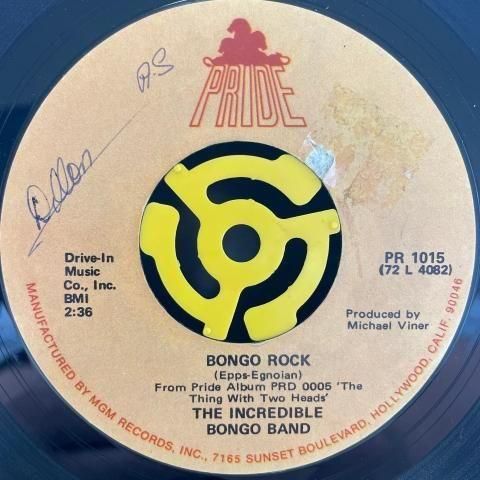 A.S
PRIDE
Drive-In
Music
Co., Inc.
BMI
2:36
PR 1015
(72 L 4082)
Produced by
Michael Viner
BONGO ROCK
(Epps-Egnoian)
From Pride Album PRD 0005 'The
Thing With Two Heads'
THE INCREDIBLE
BONGO BAND
MANUFACTURED BY MGM RECORDS, INC., 7165 SUNSET BOULEVARD, HOLLYWOOD, CALIF. 90046